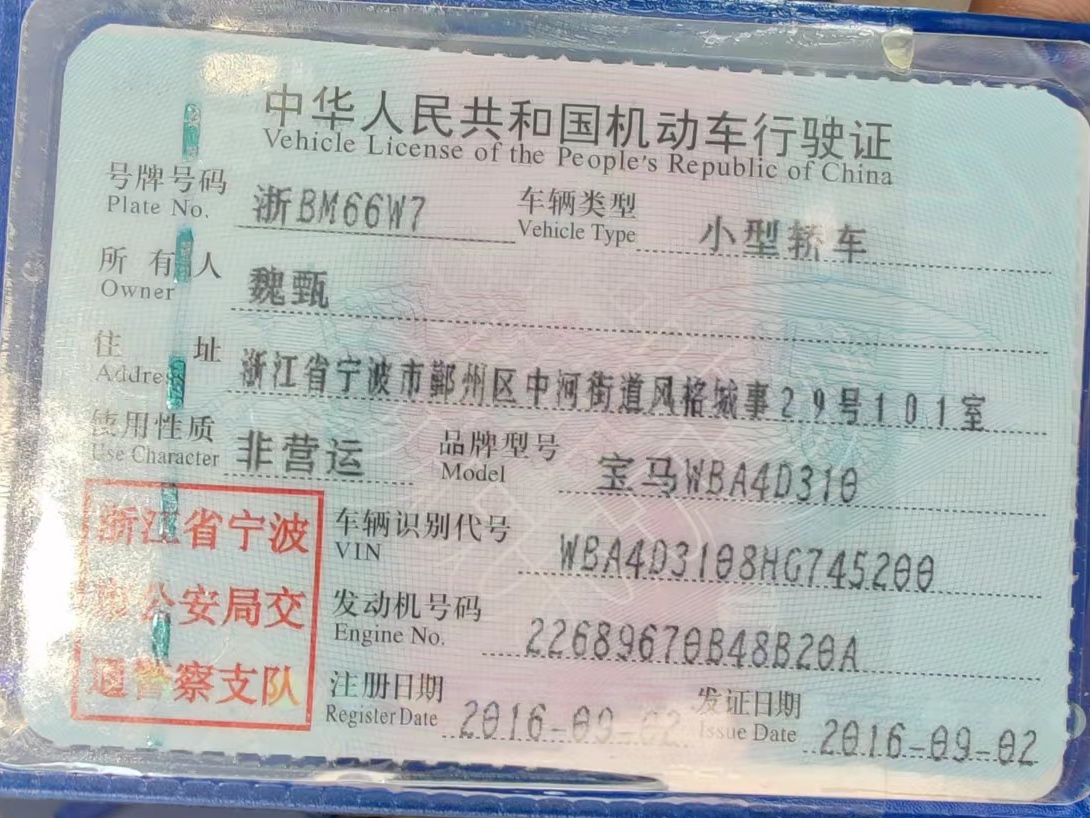 中华人民共和国机动车行驶证
Vehicle License of the People's Republic of China
号牌号码 浙BM66W7 车辆类型 小型轿车
Plate No. Vehicle Type
所有人 魏甄
Owner
住址 浙江省宁波市鄞州区中河街道风格城事29号101室
Address
使用性质 非营运 品牌型号 宝马WBA4D310
Use Character Model
浙江省宁波
市公安局交
通警察支队
车辆识别代号 WBA4D3108HG745200
VIN
发动机号码 22689670B48B20A
Engine No.
注册日期 2016-09-02 发证日期 2016-09-02
Register Date Issue Date